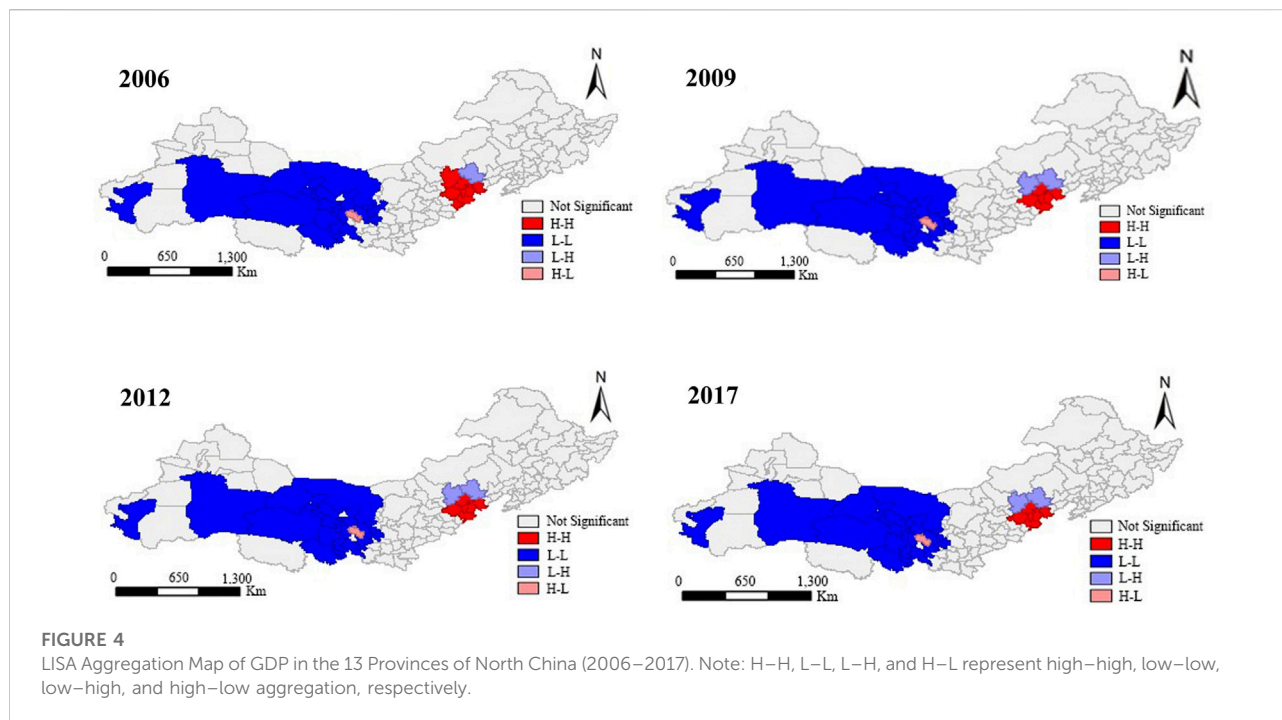 2006
N
Not Significant
H-H
L-L
L-H
H-L
0 650 1,300
Km
2009
N
Not Significant
H-H
L-L
L-H
H-L
0 650 1,300
Km
2012
N
Not Significant
H-H
L-L
L-H
H-L
0 650 1,300
Km
2017
N
Not Significant
H-H
L-L
L-H
H-L
0 650 1,300
Km
FIGURE 4
LISA Aggregation Map of GDP in the 13 Provinces of North China (2006–2017). Note: H–H, L–L, L–H, and H–L represent high–high, low–low,
low–high, and high–low aggregation, respectively.